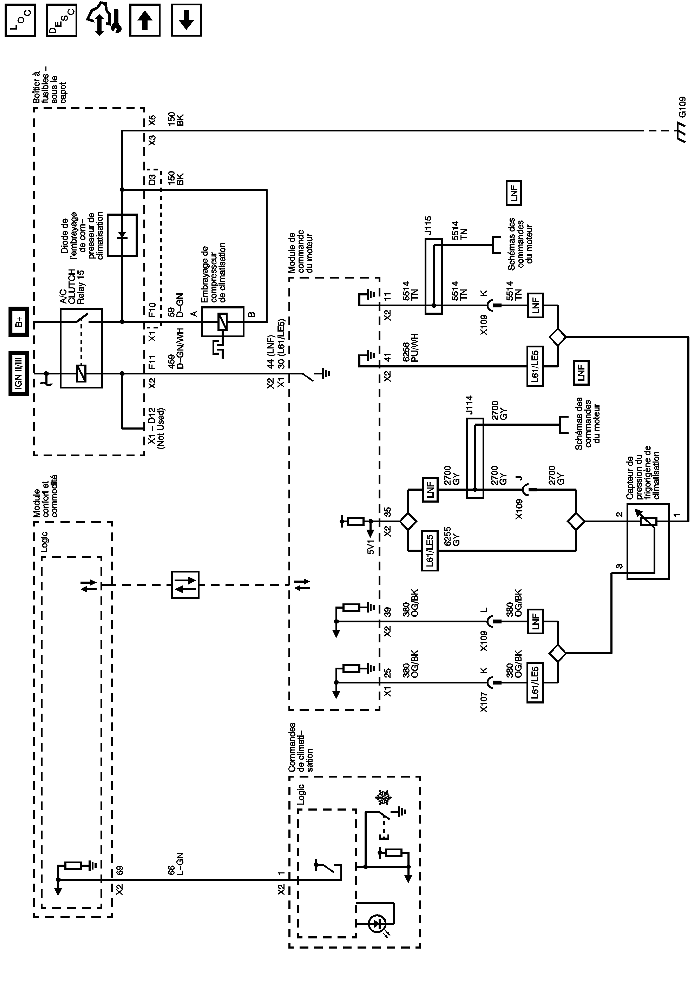 LOC
DESC
Boîtier à
fusibles -
sous le
capot
X5
X3
150
BK
G109
D3
150
BK
Diode de
l'embrayage
de com-
presseur de
climatisation
A/C
CLUTCH
Relay 15
B+
IGN II/III
F10
X1
59
D-GN
Embrayage de
compresseur
de climatisation
A
B
F11
X2
459
D-GN/WH
X1
D12
(Not Used)
44 (LNF)
30 (L61/LE5)
X2
X1
Module de
commande
du moteur
11
X2
5514
TN
J115
5514
TN
5514
TN
K
X109
5514
TN
LNF
LNF
Schémas des
commandes
du moteur
41
X2
6256
PU/WH
L61/LE5
LNF
J114
2700
GY
Schémas des
commandes
du moteur
35
X2
5V1
LNF
2700
GY
2700
GY
J
X109
2700
GY
L61/LE5
6255
GY
Capteur de
pression du
frigorigène de
climatisation
2
1
3
39
X2
380
OG/BK
L
X109
380
OG/BK
LNF
25
X1
380
OG/BK
K
X107
380
OG/BK
L61/LE5
Module
confort et
commodité
Logic
69
X2
66
L-GN
1
X2
Commandes
de climati-
sation
Logic